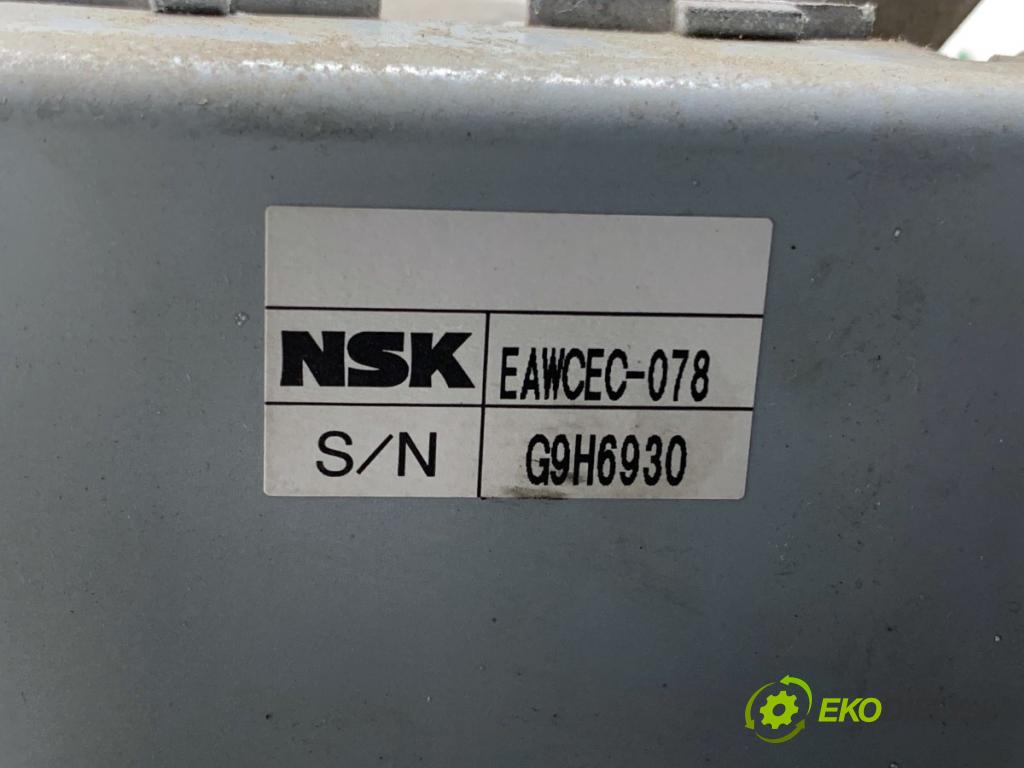 NSK EAWCEC-078
S/N G9H6930
EKO